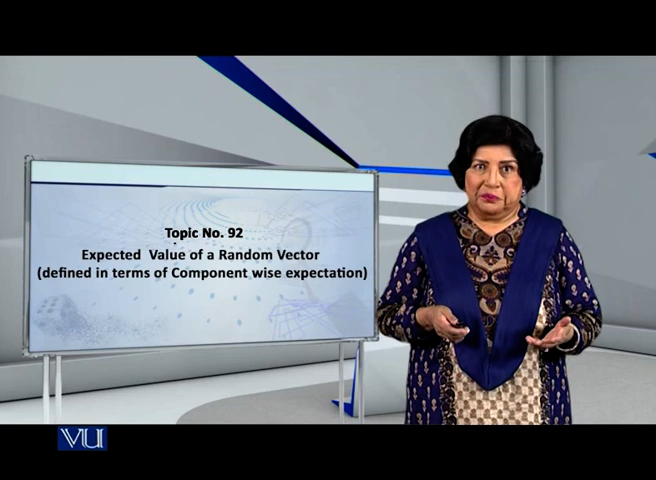 Topic No. 92
Expected Value of a Random Vector
(defined in terms of Component wise expectation)
VU